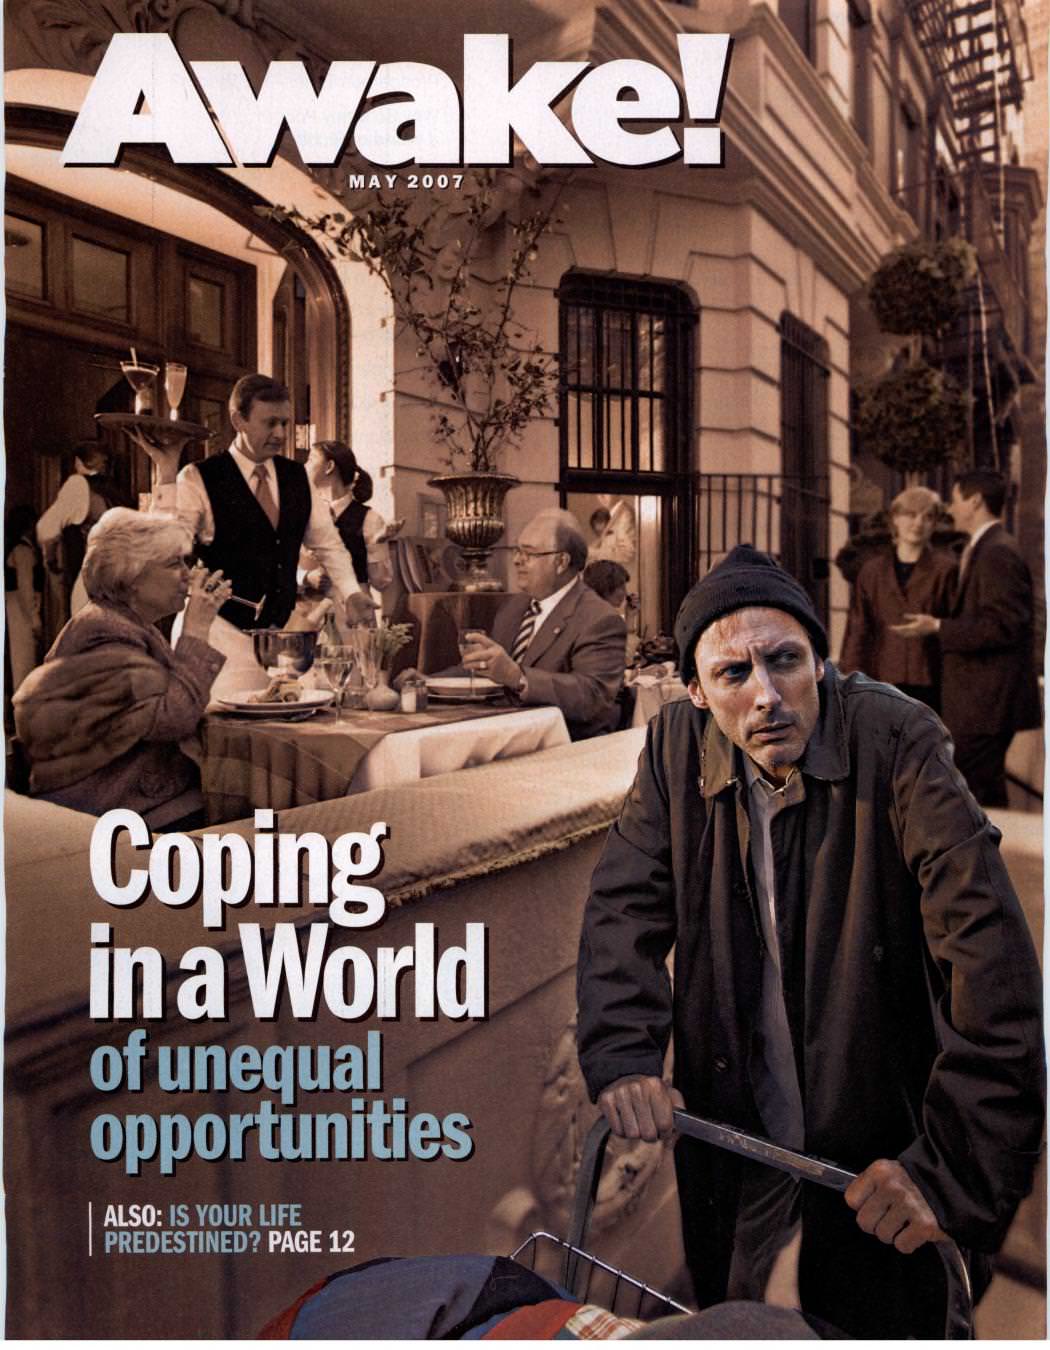 Awake!
MAY 2007
Coping
in a World
of unequal
opportunities
ALSO: IS YOUR LIFE
PREDESTINED? PAGE 12